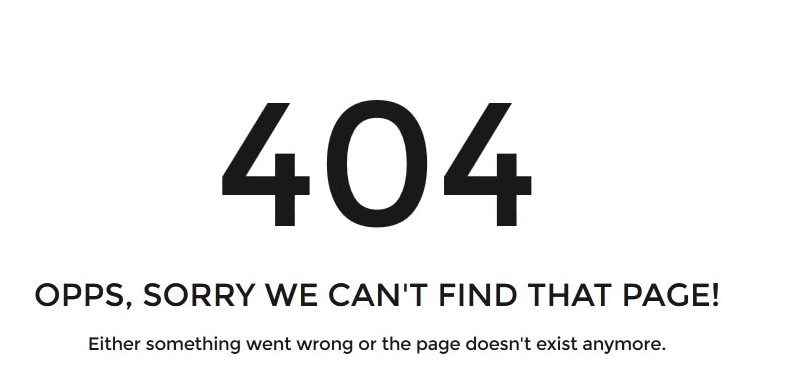 404
OPPS, SORRY WE CAN'T FIND THAT PAGE!
Either something went wrong or the page doesn't exist anymore.